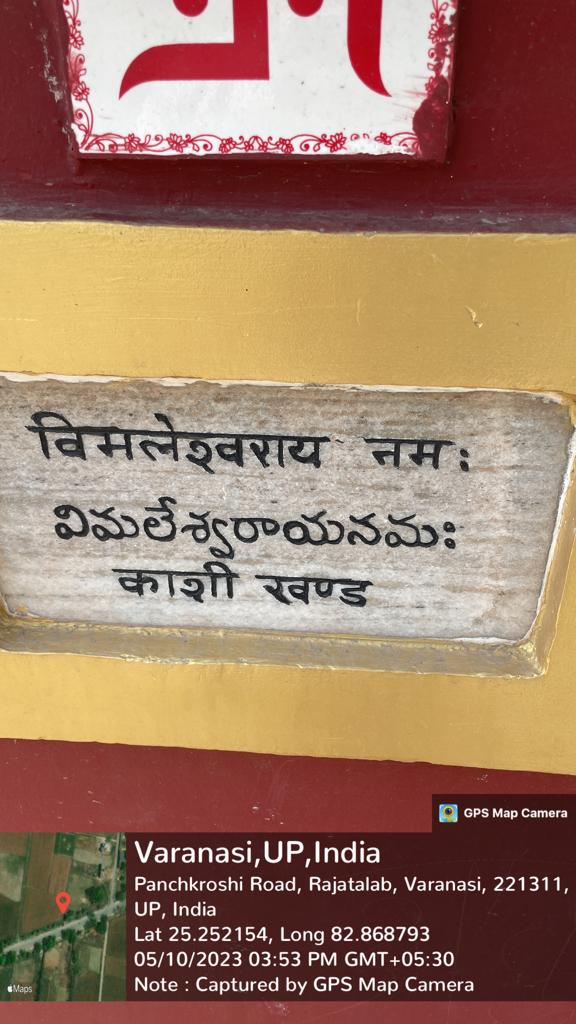 विमलेश्वराय नमः
విమలేశ్వరాయనమః
काशी खण्ड
GPS Map Camera
Varanasi,UP,India
Panchkroshi Road, Rajatalab, Varanasi, 221311,
UP, India
Lat 25.252154, Long 82.868793
05/10/2023 03:53 PM GMT+05:30
Note : Captured by GPS Map Camera
Maps